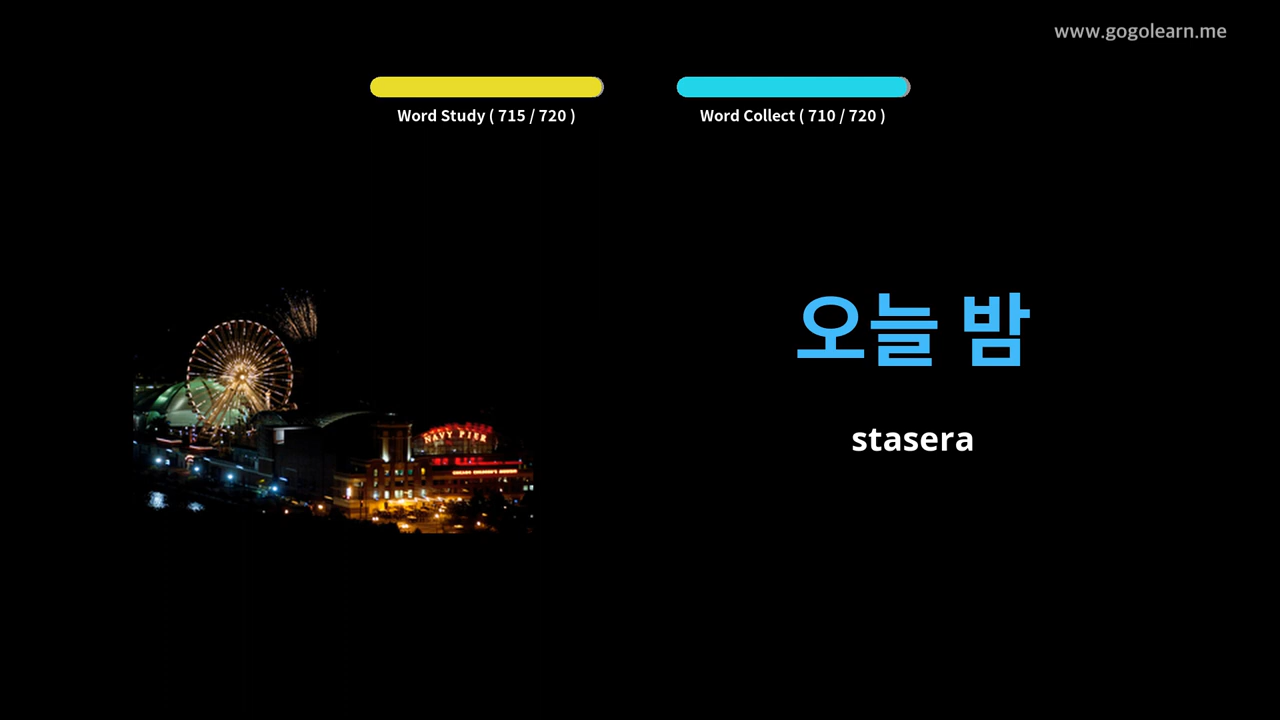 www.gogolearn.me
Word Study ( 715 / 720 )
Word Collect ( 710 / 720 )
오늘 밤
stasera
NAVY PIER